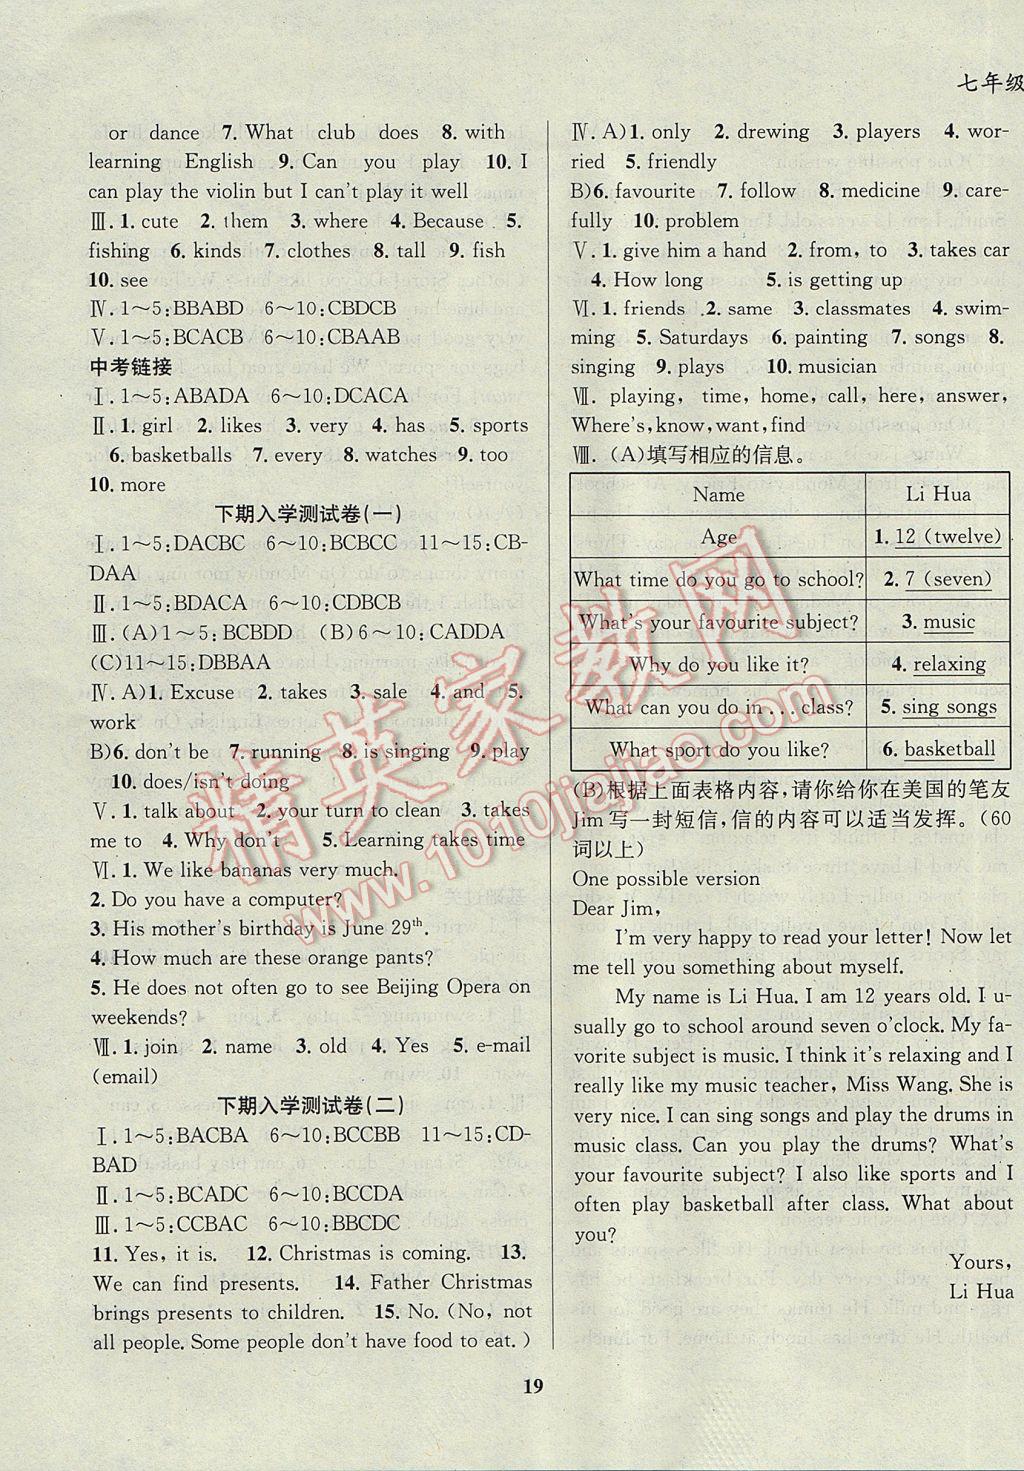 七年级
or dance 7. What club does 8. with
learning English 9. Can you play 10. I
can play the violin but I can't play it well
Ⅲ. 1. cute 2. them 3. where 4. Because 5.
fishing 6. kinds 7. clothes 8. tall 9. fish
10. see
Ⅳ. 1～5:BBABD 6～10:CBDCB
Ⅴ. 1～5:BCACB 6～10:CBAAB
中考链接
Ⅰ. 1～5:ABADA 6～10:DCACA
Ⅱ. 1. girl 2. likes 3. very 4. has 5. sports
6. basketballs 7. every 8. watches 9. too
10. more
下期入学测试卷(一)
Ⅰ. 1～5:DACBC 6～10:BCBCC 11～15:CB-
DAA
Ⅱ. 1～5:BDACA 6～10:CDBCB
Ⅲ. (A)1～5:BCBDD (B)6～10:CADDA
(C)11～15:DBBAA
Ⅳ. A)1. Excuse 2. takes 3. sale 4. and 5.
work
B)6. don't be 7. running 8. is singing 9. play
10. does/isn't doing
Ⅴ. 1. talk about 2. your turn to clean 3. takes
me to 4. Why don't 5. Learning takes time
Ⅵ. 1. We like bananas very much.
2. Do you have a computer?
3. His mother's birthday is June 29th.
4. How much are these orange pants?
5. He does not often go to see Beijing Opera on
weekends?
Ⅶ. 1. join 2. name 3. old 4. Yes 5. e-mail
(email)
下期入学测试卷(二)
Ⅰ. 1～5:BACBA 6～10:BCCBB 11～15:CD-
BAD
Ⅱ. 1～5:BCADC 6～10:BCCDA
Ⅲ. 1～5:CCBAC 6～10:BBCDC
11. Yes, it is. 12. Christmas is coming. 13.
We can find presents. 14. Father Christmas
brings presents to children. 15. No. (No, not
all people. Some people don't have food to eat.)
Ⅳ. A)1. only 2. drewing 3. players 4. wor-
ried 5. friendly
B)6. favourite 7. follow 8. medicine 9. care-
fully 10. problem
Ⅴ. 1. give him a hand 2. from, to 3. takes car
4. How long 5. is getting up
Ⅵ. 1. friends 2. same 3. classmates 4. swim-
ming 5. Saturdays 6. painting 7. songs 8.
singing 9. plays 10. musician
Ⅶ. playing, time, home, call, here, answer,
Where's, know, want, find
Ⅷ. (A)填写相应的信息。
Name Li Hua
Age 1. 12 (twelve)
What time do you go to school? 2. 7 (seven)
What's your favourite subject? 3. music
Why do you like it? 4. relaxing
What can you do in ... class? 5. sing songs
What sport do you like? 6. basketball
(B)根据上面表格内容,请你给你在美国的笔友
Jim 写一封短信,信的内容可以适当发挥。(60
词以上)
One possible version
Dear Jim,
I'm very happy to read your letter! Now let
me tell you something about myself.
My name is Li Hua. I am 12 years old. I u-
sually go to school around seven o'clock. My fa-
vorite subject is music. I think it's relaxing and I
really like my music teacher, Miss Wang. She is
very nice. I can sing songs and play the drums in
music class. Can you play the drums? What's
your favourite subject? I also like sports and I
often play basketball after class. What about
you?
Yours,
Li Hua
19
精英家教网
www.1010jiajiao.com